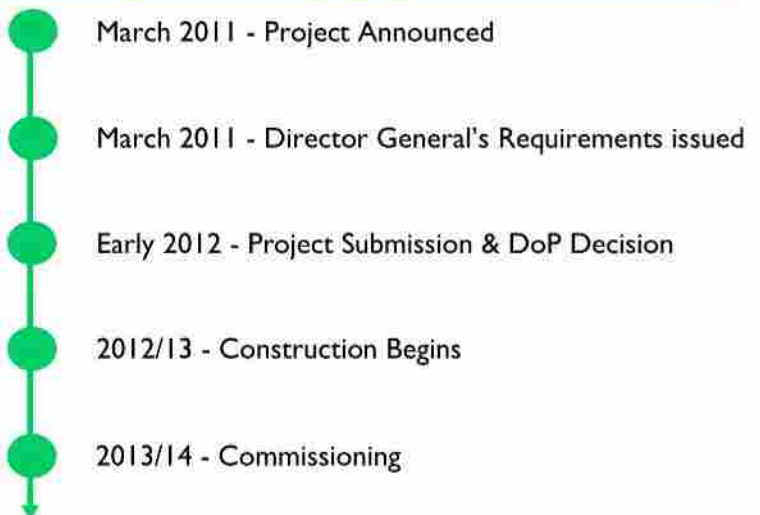 March 2011 - Project Announced
March 2011 - Director General's Requirements issued
Early 2012 - Project Submission & DoP Decision
2012/13 - Construction Begins
2013/14 - Commissioning